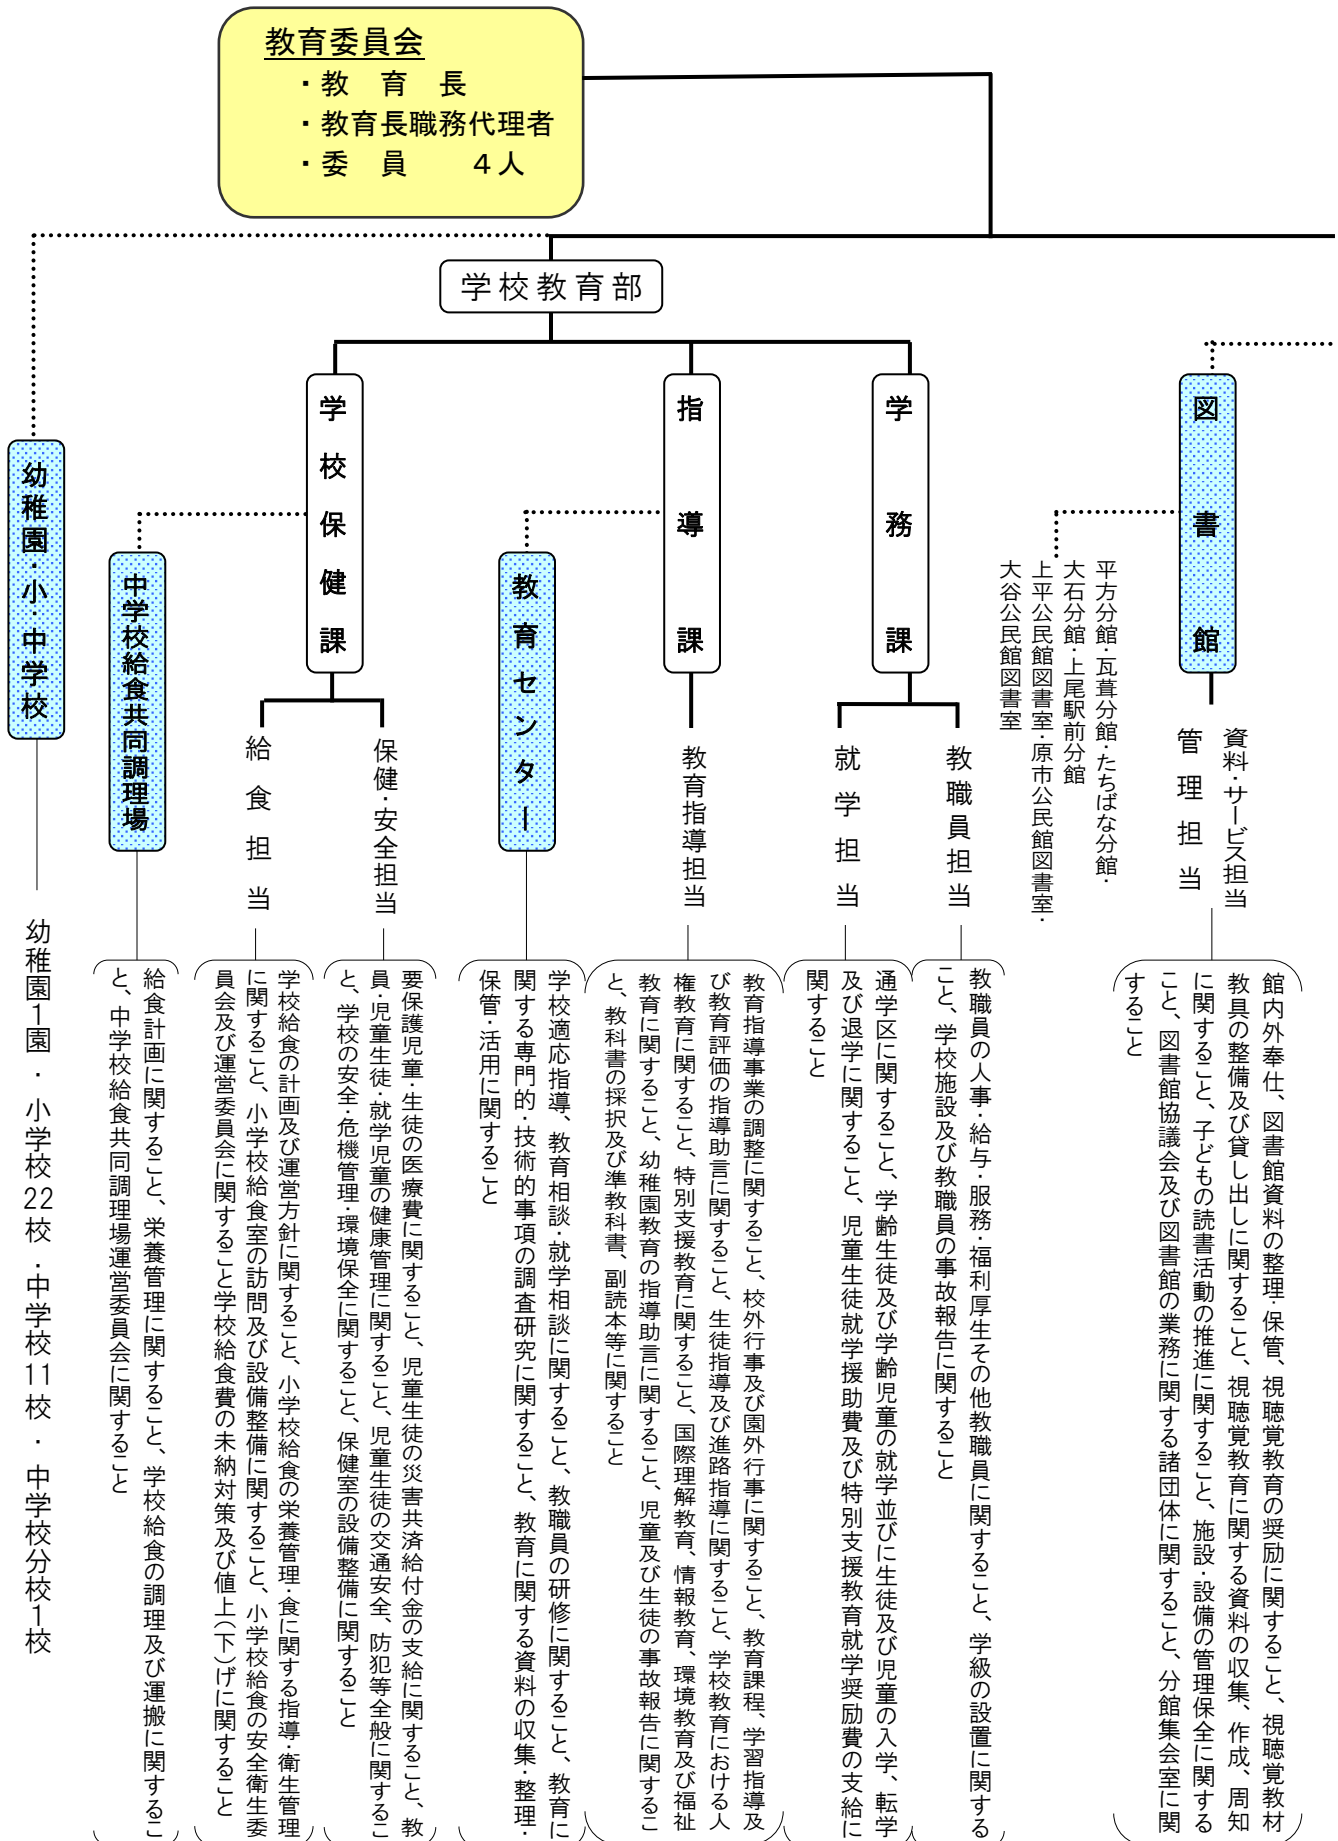 教育委員会
・教　育　長
・教育長職務代理者
・委　員　　４人
学校教育部
図書館
学務課
指導課
学校保健課
幼稚園・小・中学校
教育センター
中学校給食共同調理場
平方分館・瓦葺分館・たちばな分館・
大石分館・上尾駅前分館
上平公民館図書室・原市公民館図書室・
大谷公民館図書室
資料・サービス担当
管理担当
教職員担当
就学担当
教育指導担当
保健・安全担当
給食担当
館内外奉仕、図書館資料の整理・保管、視聴覚教育の奨励に関すること、視聴覚教材
教具の整備及び貸し出しに関すること、視聴覚教育に関する資料の収集、作成、周知
に関すること、子どもの読書活動の推進に関すること、施設・設備の管理保全に関する
こと、図書館協議会及び図書館の業務に関する諸団体に関すること、分館集会室に関
すること
教職員の人事・給与・服務・福利厚生その他教職員に関すること、学級の設置に関する
こと、学校施設及び教職員の事故報告に関すること
通学区に関すること、学齢生徒及び学齢児童の就学並びに生徒及び児童の入学、転学
及び退学に関すること、児童生徒就学援助費及び特別支援教育就学奨励費の支給に
関すること
教育指導事業の調整に関すること、校外行事及び園外行事に関すること、教育課程、学習指導及
び教育評価の指導助言に関すること、生徒指導及び進路指導に関すること、学校教育における人
権教育に関すること、特別支援教育に関すること、国際理解教育、情報教育、環境教育及び福祉
教育に関すること、幼稚園教育の指導助言に関すること、児童及び生徒の事故報告に関するこ
と、教科書の採択及び準教科書、副読本等に関すること
学校適応指導、教育相談・就学相談に関すること、教職員の研修に関すること、教育に
関する専門的・技術的事項の調査研究に関すること、教育に関する資料の収集・整理・
保管・活用に関すること
要保護児童・生徒の医療費に関すること、児童生徒の災害共済給付金の支給に関すること、教
員・児童生徒・就学児童の健康管理に関すること、児童生徒の交通安全、防犯等全般に関するこ
と、学校の安全・危機管理・環境保全に関すること、保健室の設備整備に関すること
学校給食の計画及び運営方針に関すること、小学校給食の栄養管理・食に関する指導・衛生管理
に関すること、小学校給食室の訪問及び設備整備に関すること、小学校給食の安全衛生委
員会及び運営委員会に関すること学校給食費の未納対策及び値上（下）げに関すること
給食計画に関すること、栄養管理に関すること、学校給食の調理及び運搬に関するこ
と、中学校給食共同調理場運営委員会に関すること
幼稚園１園・小学校22校・中学校11校・中学校分校１校